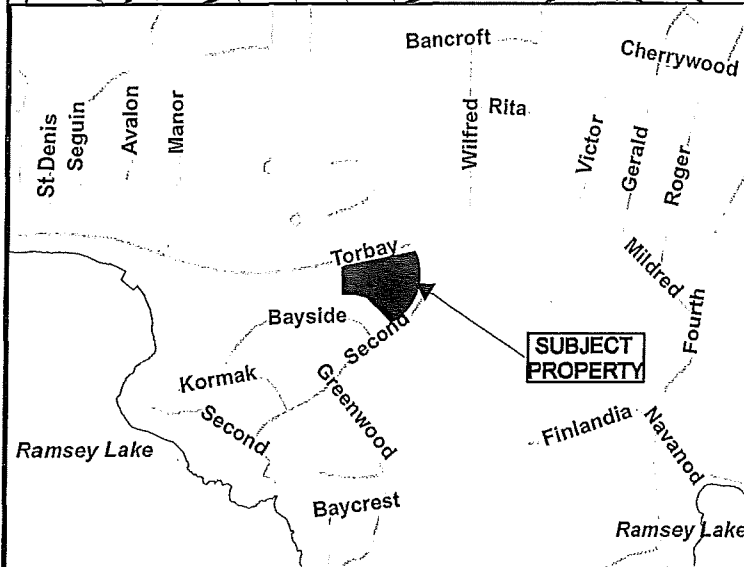 Bancroft
Cherrywood
St-Denis
Seguin
Avalon
Manor
Wilfred
Rita
Victor
Gerald
Roger
Torbay
Mildred
Bayside
Second
Fourth
SUBJECT
PROPERTY
Kormak
Greenwood
Second
Finlandia
Navanod
Ramsey Lake
Baycrest
Ramsey Lake